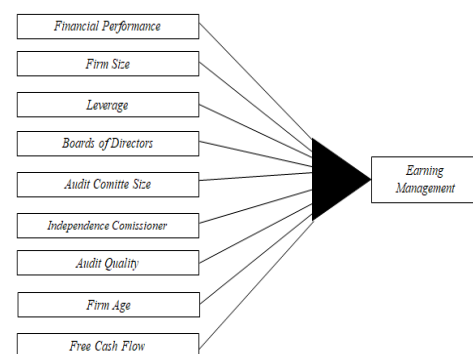 Financial Performance
Firm Size
Leverage
Boards of Directors
Audit Comitte Size
Independence Comissioner
Audit Quality
Firm Age
Free Cash Flow
Earning
Management